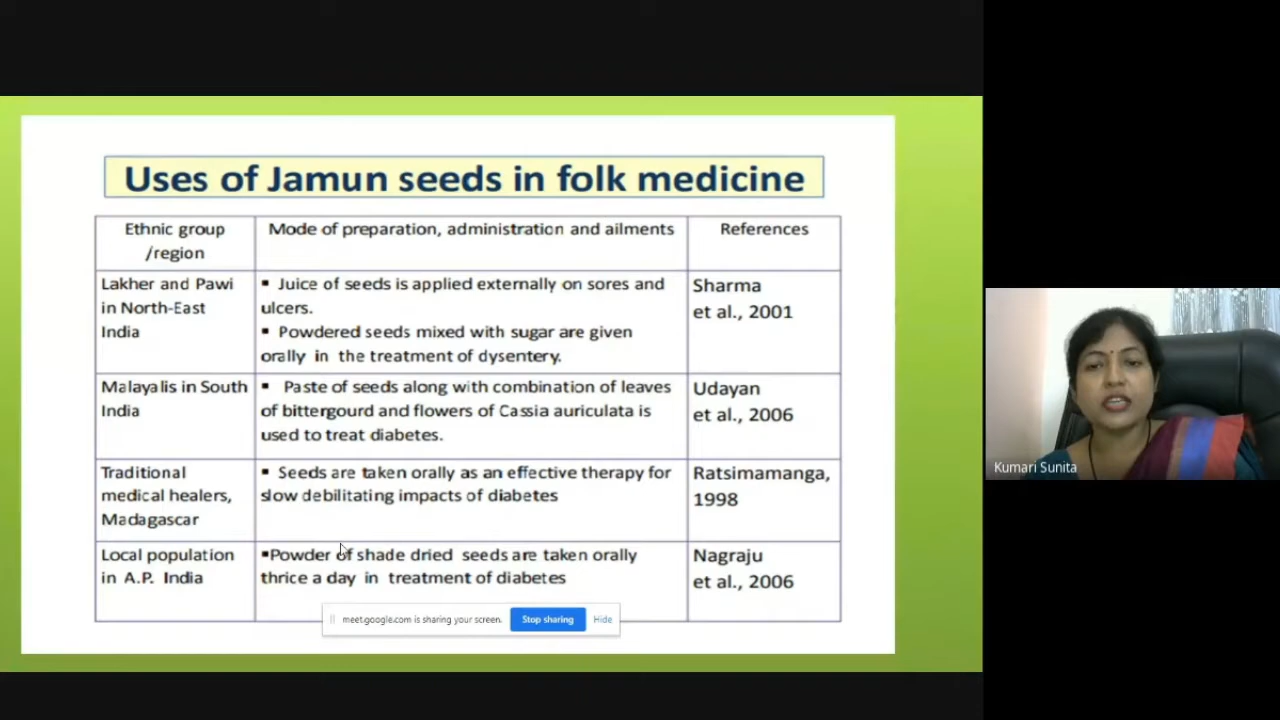 Uses of Jamun seeds in folk medicine
Ethnic group
/region
Mode of preparation, administration and ailments
References
Lakher and Pawi
in North-East
India
▪ Juice of seeds is applied externally on sores and
ulcers.
▪ Powdered seeds mixed with sugar are given
orally in the treatment of dysentery.
Sharma
et al., 2001
Malayalis in South
India
▪ Paste of seeds along with combination of leaves
of bittergourd and flowers of Cassia auriculata is
used to treat diabetes.
Udayan
et al., 2006
Traditional
medical healers,
Madagascar
▪ Seeds are taken orally as an effective therapy for
slow debilitating impacts of diabetes
Ratsimamanga,
1998
Local population
in A.P. India
▪Powder of shade dried seeds are taken orally
thrice a day in treatment of diabetes
Nagraju
et al., 2006
meet.google.com is sharing your screen.
Stop sharing
Hide
Kumari Sunita